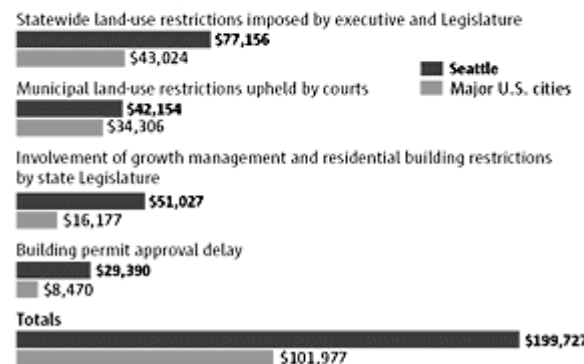 Statewide land-use restrictions imposed by executive and Legislature
$77,156
$43,024
Seattle
Major U.S. cities
Municipal land-use restrictions upheld by courts
$42,154
$34,306
Involvement of growth management and residential building restrictions
by state Legislature
$51,027
$16,177
Building permit approval delay
$29,390
$8,470
Totals
$199,727
$101,977